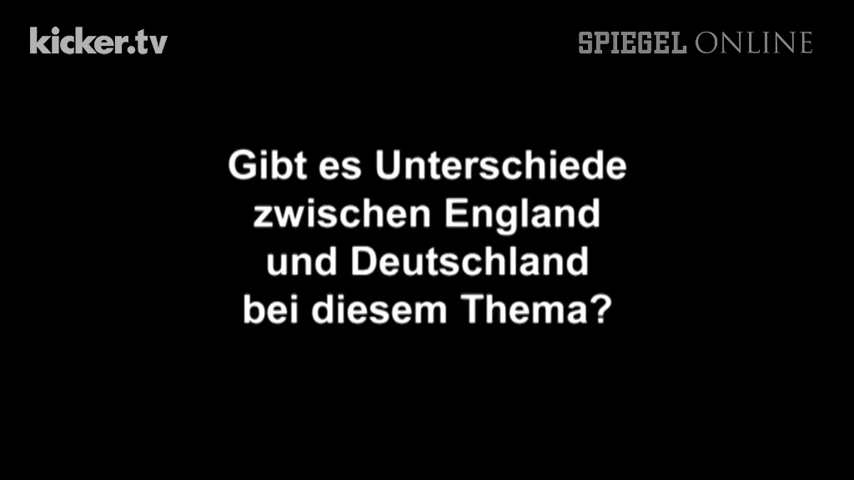 kicker.tv
SPIEGEL ONLINE
Gibt es Unterschiede
zwischen England
und Deutschland
bei diesem Thema?